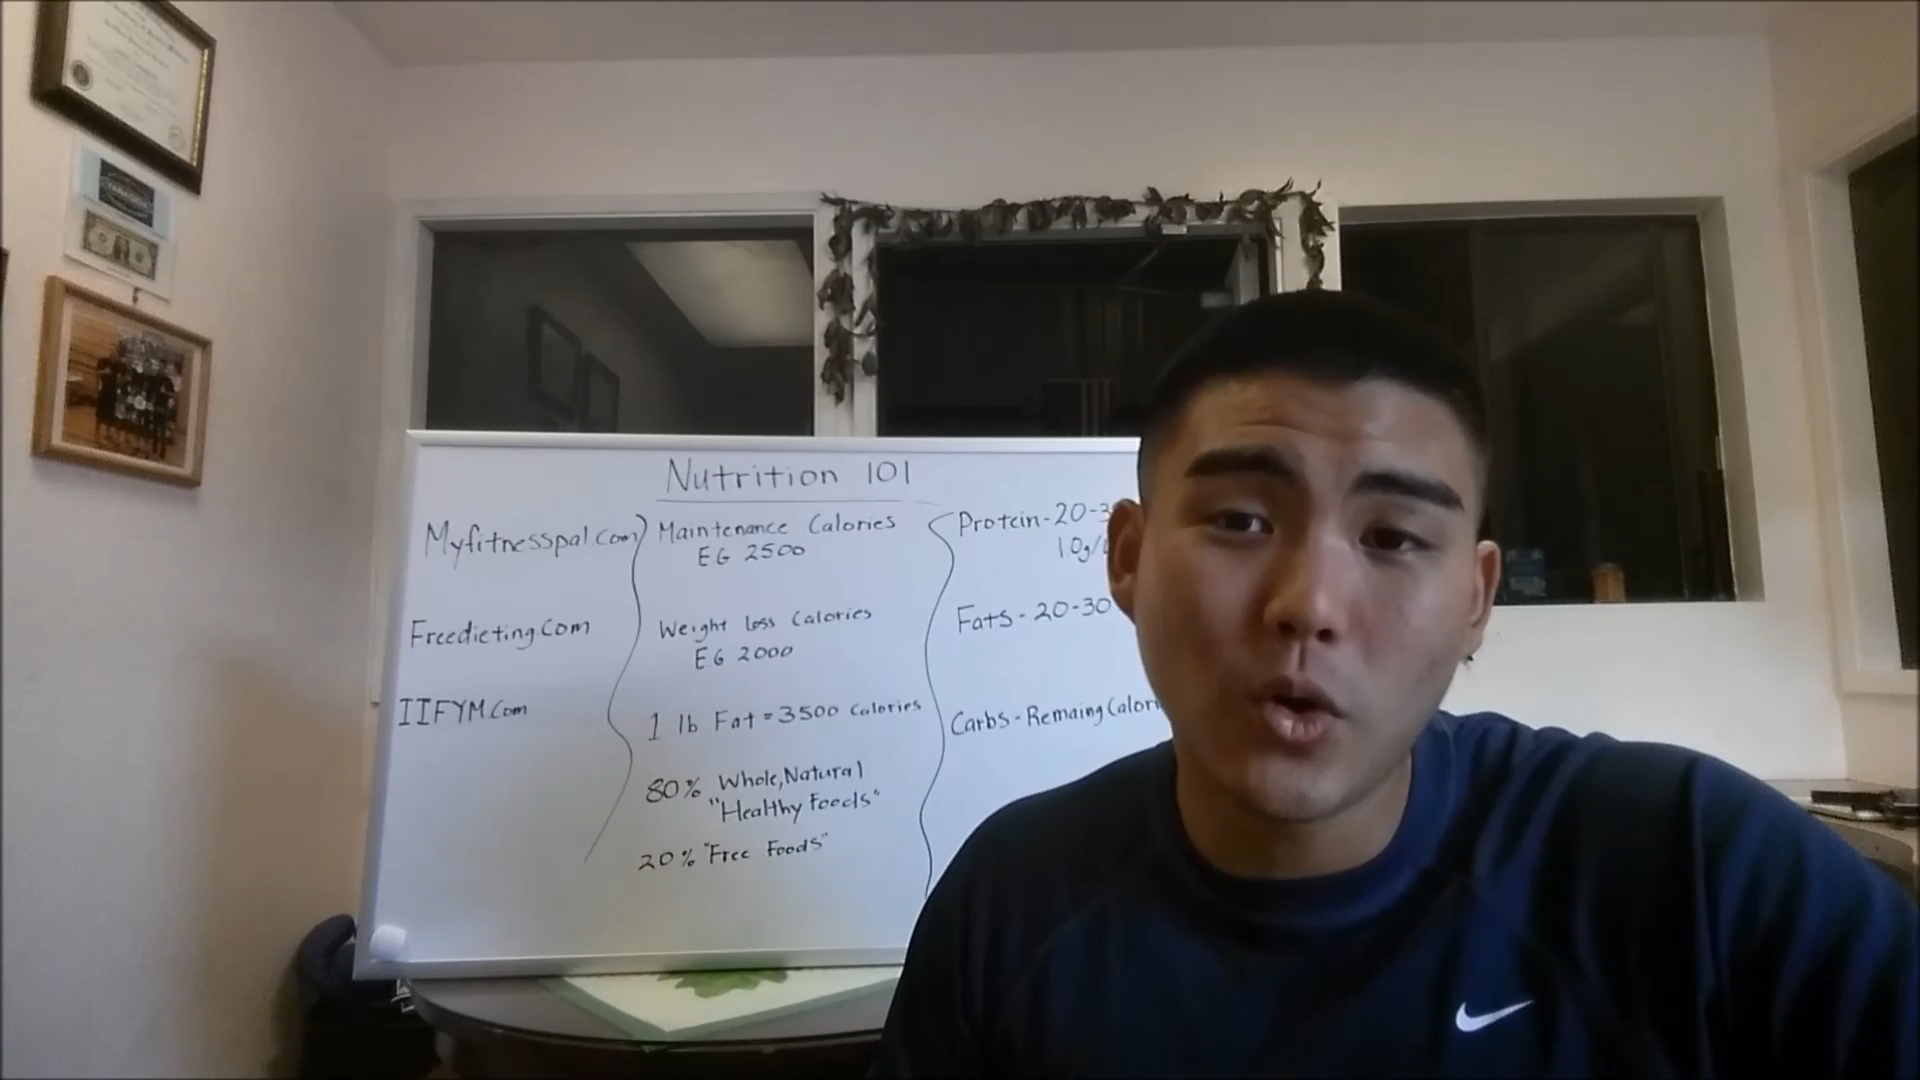 Nutrition 101
Myfitnesspal.com
Freedieting.com
IIFYM.com
Maintenance Calories
EG 2500
Weight loss Calories
EG 2000
1 lb Fat = 3500 calories
80% Whole, Natural
"Healthy Foods"
20% "Free Foods"
Protein - 20-3
1.0g/
Fats - 20-30
Carbs - Remaing Calori